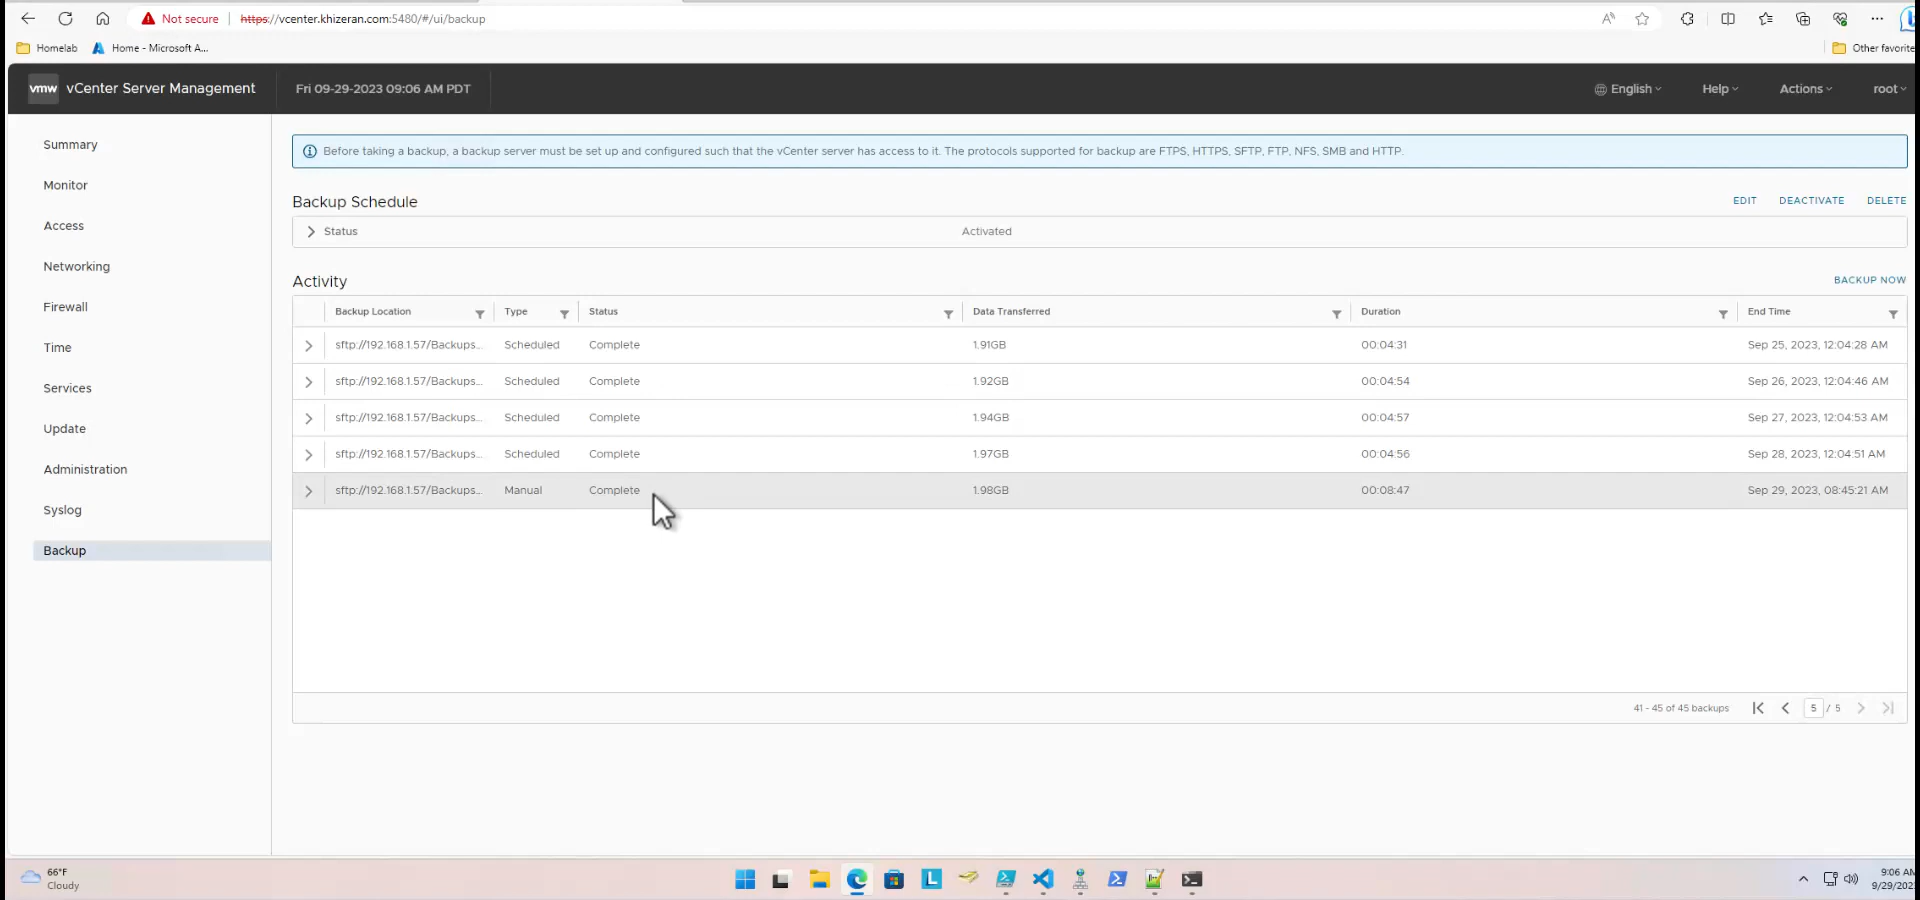 Not secure
https://vcenter.khizeran.com:5480/#/ui/backup
Homelab
Home - Microsoft A...
Other favorite
vmw vCenter Server Management
Fri 09-29-2023 09:06 AM PDT
English
Help
Actions
root
Summary
Monitor
Access
Networking
Firewall
Time
Services
Update
Administration
Syslog
Backup
Before taking a backup, a backup server must be set up and configured such that the vCenter server has access to it. The protocols supported for backup are FTPS, HTTPS, SFTP, FTP, NFS, SMB and HTTP.
Backup Schedule
EDIT DEACTIVATE DELETE
Status Activated
Activity
BACKUP NOW
Backup Location Type Status Data Transferred Duration End Time
sftp://192.168.1.57/Backups... Scheduled Complete 1.91GB 00:04:31 Sep 25, 2023, 12:04:28 AM
sftp://192.168.1.57/Backups... Scheduled Complete 1.92GB 00:04:54 Sep 26, 2023, 12:04:46 AM
sftp://192.168.1.57/Backups... Scheduled Complete 1.94GB 00:04:57 Sep 27, 2023, 12:04:53 AM
sftp://192.168.1.57/Backups... Scheduled Complete 1.97GB 00:04:56 Sep 28, 2023, 12:04:51 AM
sftp://192.168.1.57/Backups... Manual Complete 1.98GB 00:08:47 Sep 29, 2023, 08:45:21 AM
41 - 45 of 45 backups
5 / 5
66°F
Cloudy
9:06 AM
9/29/202